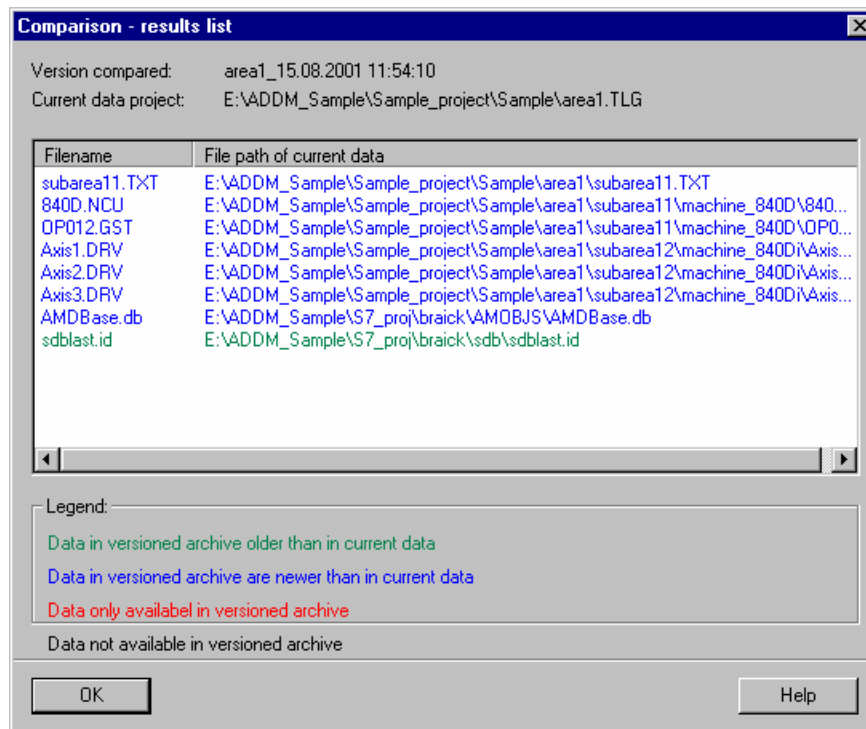 Comparison - results list
Version compared: area1_15.08.2001 11:54:10
Current data project: E:\ADDM_Sample\Sample_project\Sample\area1.TLG
Filename File path of current data
subarea11.TXT E:\ADDM_Sample\Sample_project\Sample\area1\subarea11.TXT
840D.NCU E:\ADDM_Sample\Sample_project\Sample\area1\subarea11\machine_840D\840...
OP012.GST E:\ADDM_Sample\Sample_project\Sample\area1\subarea11\machine_840D\OP0...
Axis1.DRV E:\ADDM_Sample\Sample_project\Sample\area1\subarea12\machine_840Di\Axis...
Axis2.DRV E:\ADDM_Sample\Sample_project\Sample\area1\subarea12\machine_840Di\Axis...
Axis3.DRV E:\ADDM_Sample\Sample_project\Sample\area1\subarea12\machine_840Di\Axis...
AMDBase.db E:\ADDM_Sample\S7_proj\braick\AMOBJS\AMDBase.db
sdblast.id E:\ADDM_Sample\S7_proj\braick\sdb\sdblast.id
Legend:
Data in versioned archive older than in current data
Data in versioned archive are newer than in current data
Data only availabel in versioned archive
Data not available in versioned archive
OK Help